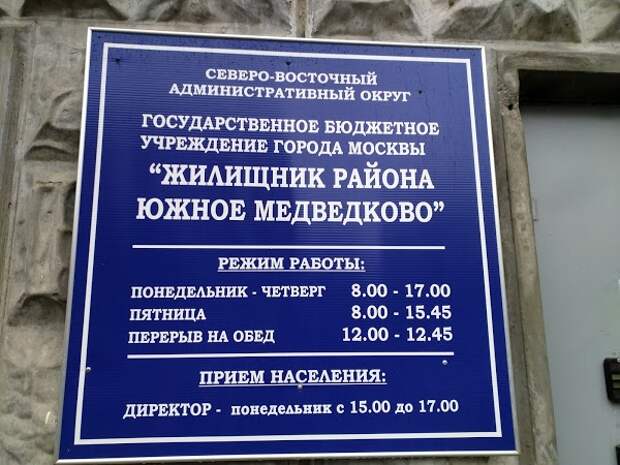 СЕВЕРО-ВОСТОЧНЫЙ
АДМИНИСТРАТИВНЫЙ ОКРУГ
ГОСУДАРСТВЕННОЕ БЮДЖЕТНОЕ
УЧРЕЖДЕНИЕ ГОРОДА МОСКВЫ
“ЖИЛИЩНИК РАЙОНА
ЮЖНОЕ МЕДВЕДКОВО”
РЕЖИМ РАБОТЫ:
ПОНЕДЕЛЬНИК - ЧЕТВЕРГ 8.00 - 17.00
ПЯТНИЦА 8.00 - 15.45
ПЕРЕРЫВ НА ОБЕД 12.00 - 12.45
ПРИЕМ НАСЕЛЕНИЯ:
ДИРЕКТОР - понедельник с 15.00 до 17.00